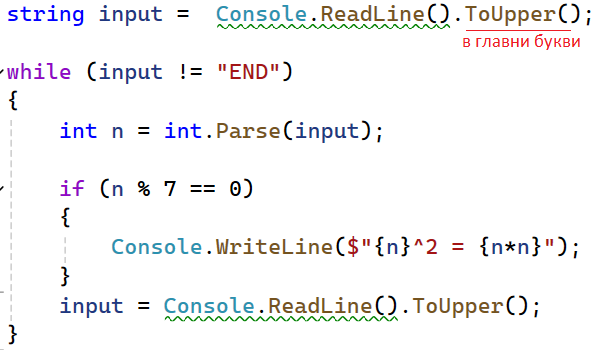 string input =  Console.ReadLine().ToUpper();
в главни букви
while (input != "END")
{
    int n = int.Parse(input);
    if (n % 7 == 0)
    {
        Console.WriteLine($"{n}^2 = {n*n}");
    }
    input = Console.ReadLine().ToUpper();
}